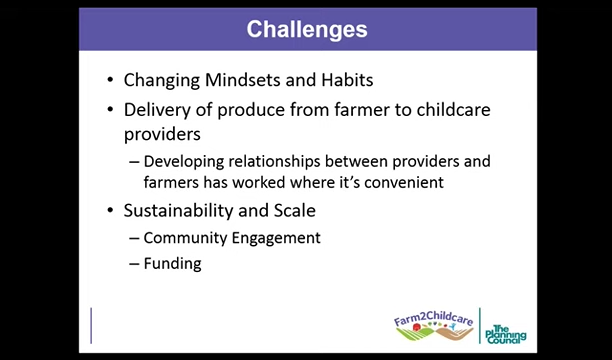 Challenges
• Changing Mindsets and Habits
• Delivery of produce from farmer to childcare
providers
– Developing relationships between providers and
farmers has worked where it's convenient
• Sustainability and Scale
– Community Engagement
– Funding
Farm2Childcare
The
Planning
Council